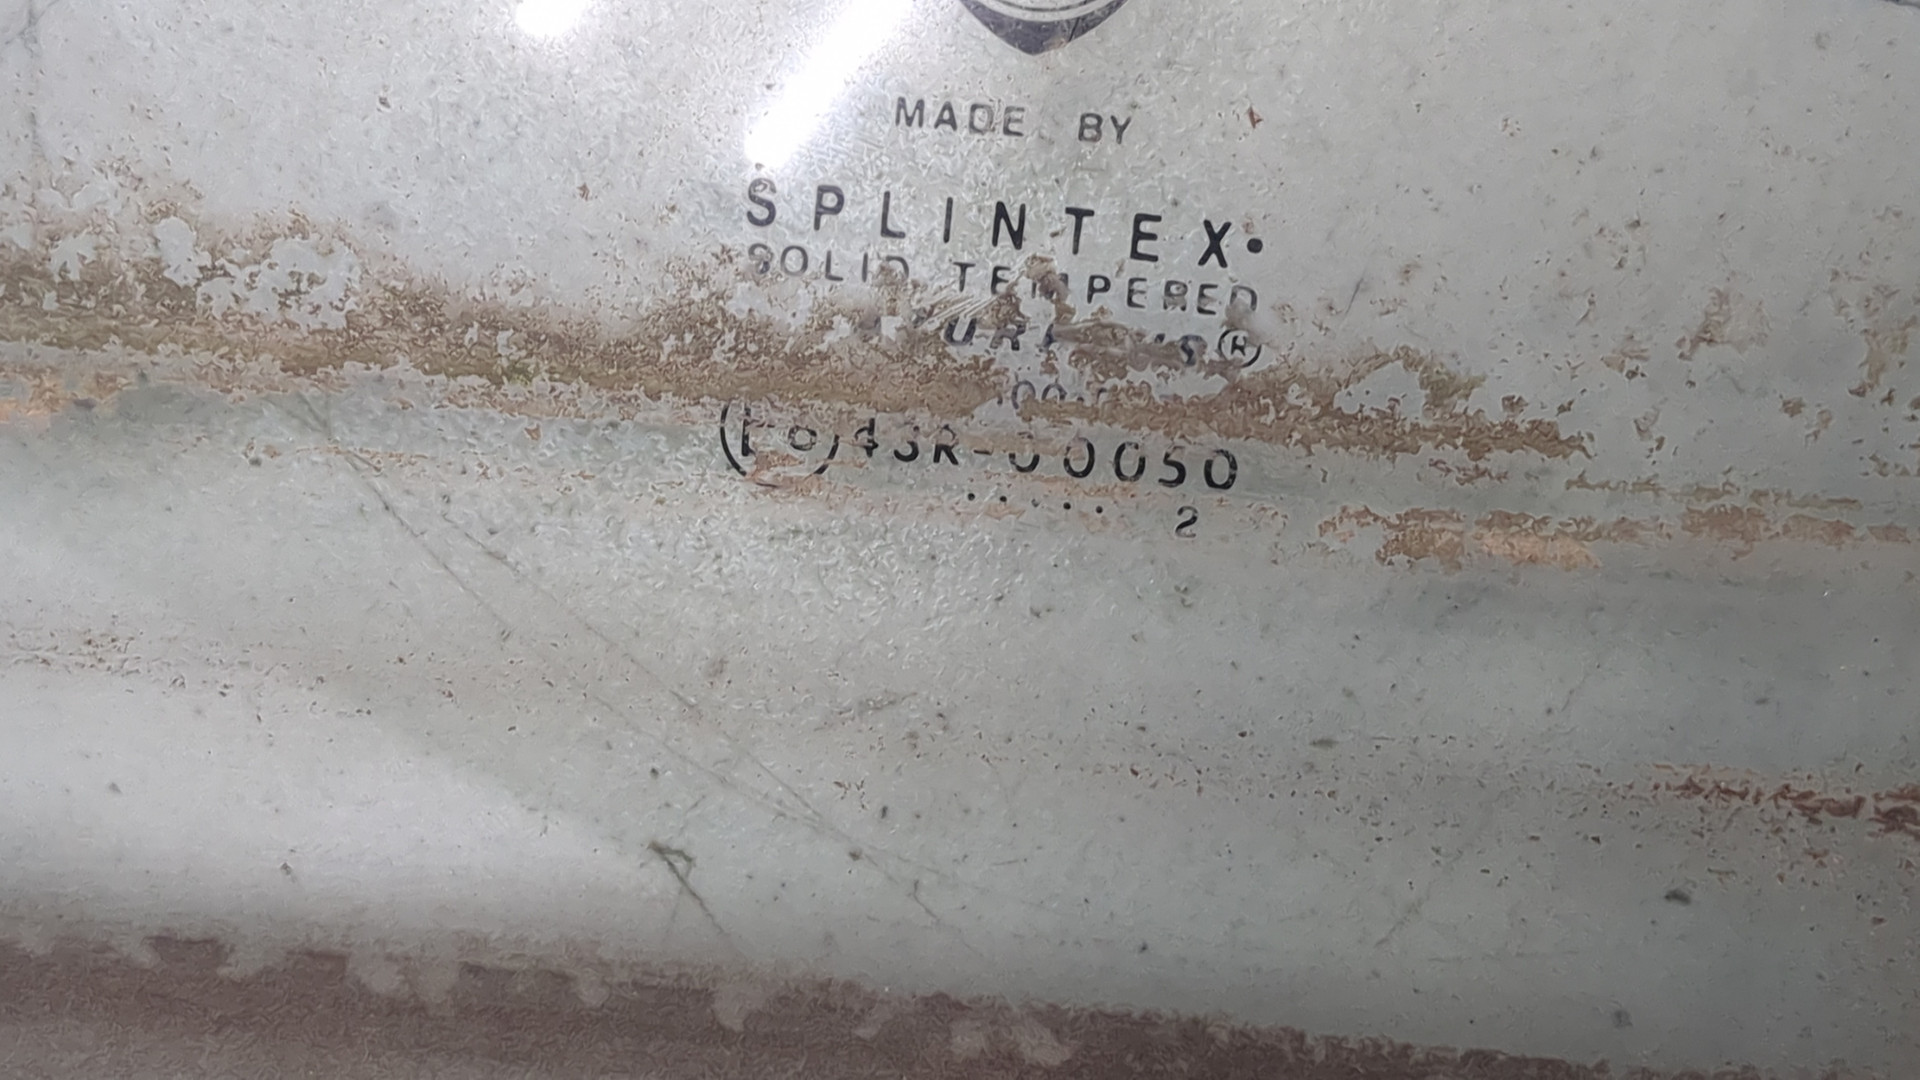 MADE BY
SPLINTEX•
SOLID TEMPERED
®
43R-00050
..·.·.. 2